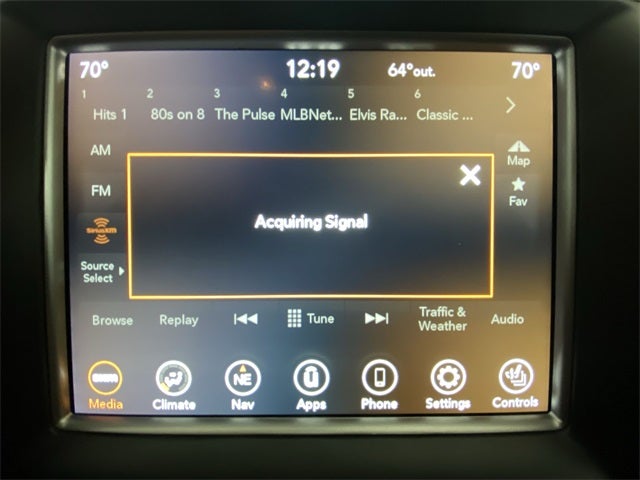 70° 12:19 64°out. 70°
1 2 3 4 5 6
Hits 1 80s on 8 The Pulse MLBNet... Elvis Ra... Classic ...
AM
Map
FM
Fav
SiriusXM
Acquiring Signal
Source
Select
Browse Replay Tune Traffic &
Weather Audio
NE
Media Climate Nav Apps Phone Settings Controls